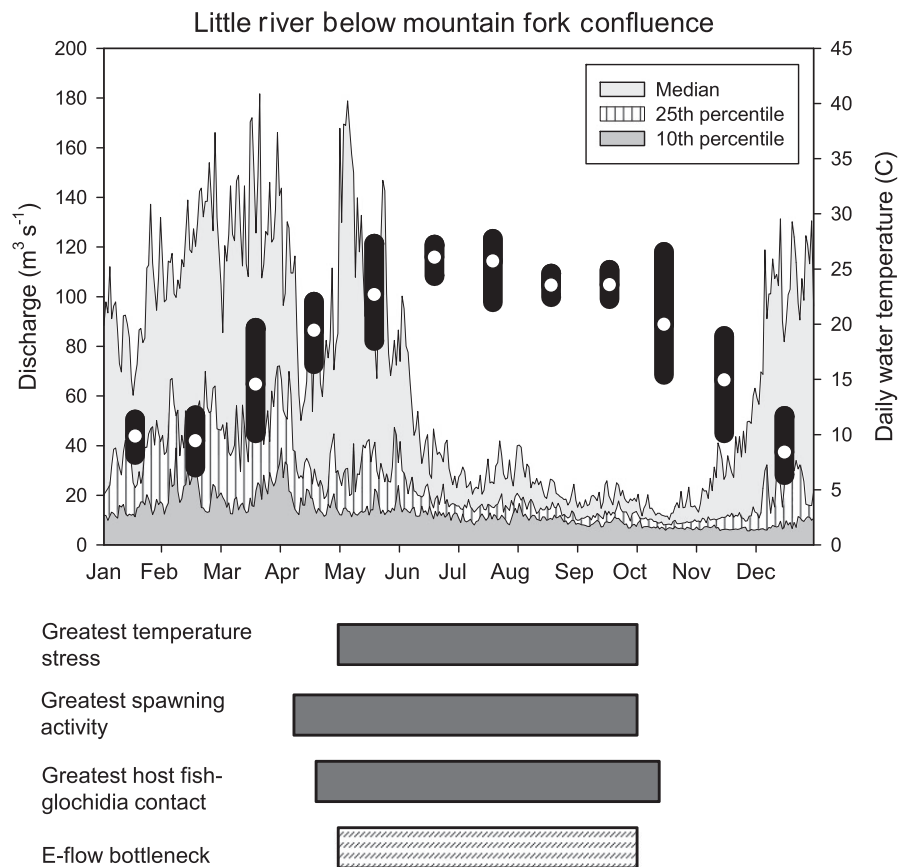 Little river below mountain fork confluence
200
180
160
140
120
100
80
60
40
20
0
Discharge (m³ s⁻¹)
45
40
35
30
25
20
15
10
5
0
Daily water temperature (C)
Median
25th percentile
10th percentile
Jan Feb Mar Apr May Jun Jul Aug Sep Oct Nov Dec
Greatest temperature
stress
Greatest spawning
activity
Greatest host fish-
glochidia contact
E-flow bottleneck